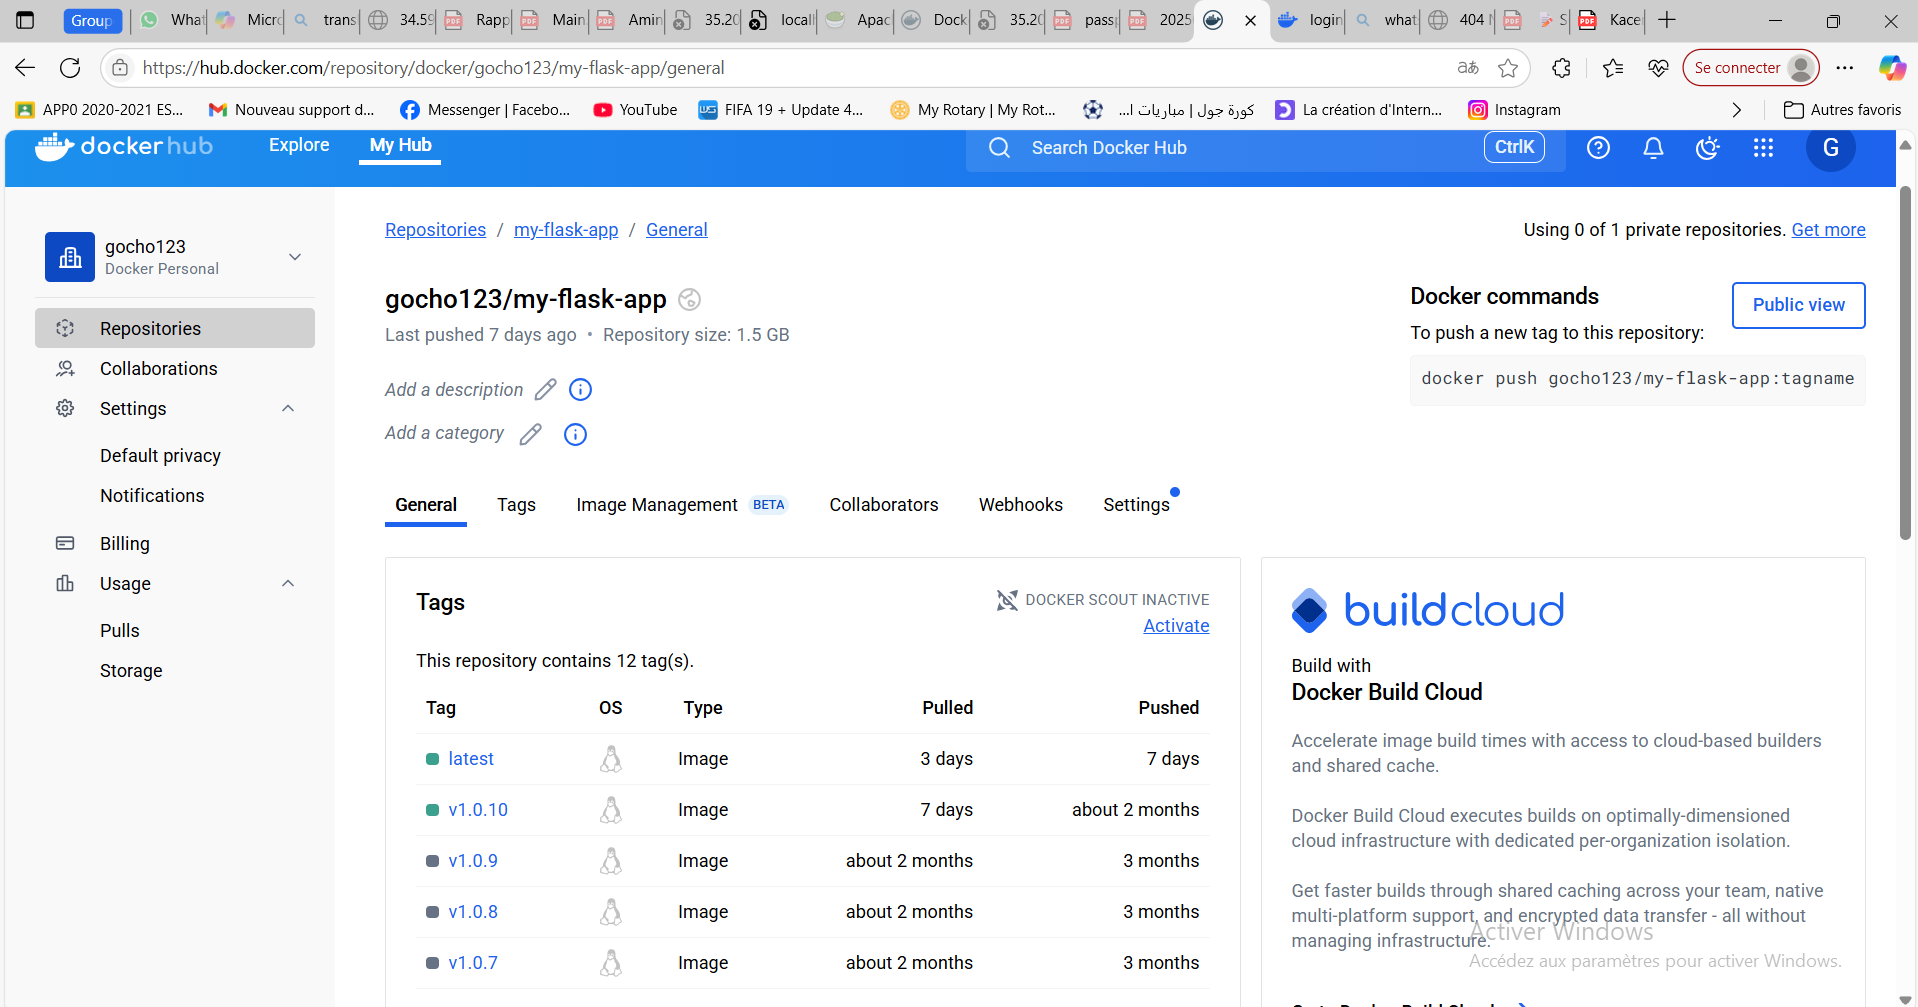 Group
What
Micro
trans
34.59
Rapp
Main
Amin
35.20
locall
Apac
Dock
35.20
pass
2025
login
what
404
S
Kace
https://hub.docker.com/repository/docker/gocho123/my-flask-app/general
Se connecter
APP0 2020-2021 ES...
Nouveau support d...
Messenger | Facebo...
YouTube
FIFA 19 + Update 4...
My Rotary | My Rot...
كورة جول | مباريات ا...
La création d'Intern...
Instagram
Autres favoris
docker hub
Explore
My Hub
Search Docker Hub
CtrlK
G
gocho123
Docker Personal
Repositories
Collaborations
Settings
Default privacy
Notifications
Billing
Usage
Pulls
Storage
Repositories / my-flask-app / General
Using 0 of 1 private repositories. Get more
gocho123/my-flask-app
Last pushed 7 days ago • Repository size: 1.5 GB
Add a description
Add a category
Docker commands
Public view
To push a new tag to this repository:
docker push gocho123/my-flask-app:tagname
General Tags Image Management BETA Collaborators Webhooks Settings
Tags
DOCKER SCOUT INACTIVE
Activate
This repository contains 12 tag(s).
Tag OS Type Pulled Pushed
latest Image 3 days 7 days
v1.0.10 Image 7 days about 2 months
v1.0.9 Image about 2 months 3 months
v1.0.8 Image about 2 months 3 months
v1.0.7 Image about 2 months 3 months
buildcloud
Build with
Docker Build Cloud
Accelerate image build times with access to cloud-based builders
and shared cache.
Docker Build Cloud executes builds on optimally-dimensioned
cloud infrastructure with dedicated per-organization isolation.
Get faster builds through shared caching across your team, native
multi-platform support, and encrypted data transfer - all without
managing infrastructure.
Activer Windows
Accédez aux paramètres pour activer Windows.